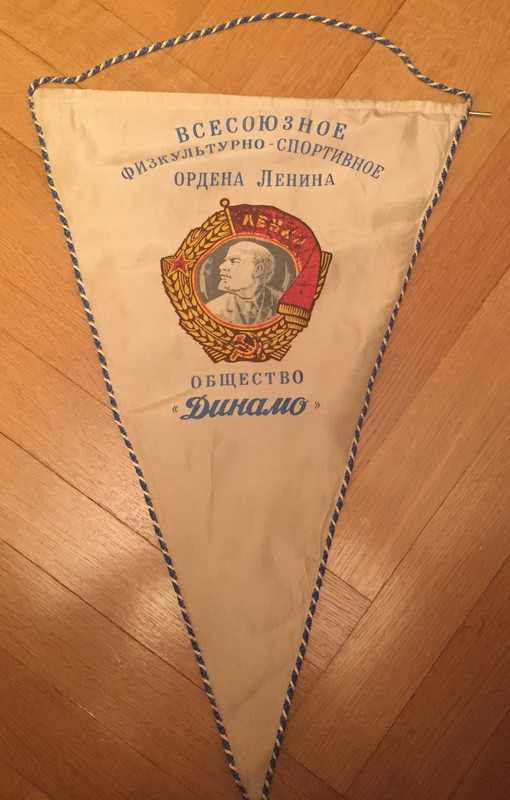 ВСЕСОЮЗНОЕ
ФИЗКУЛЬТУРНО-СПОРТИВНОЕ
ОРДЕНА ЛЕНИНА
ЛЕНИН
ОБЩЕСТВО
«Динамо»